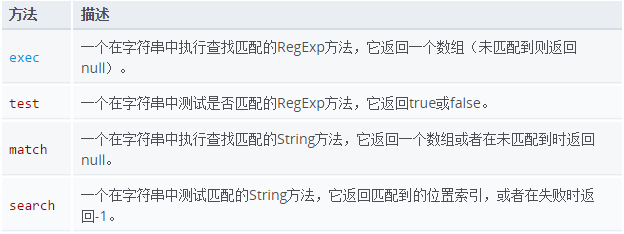 方法 描述
exec 一个在字符串中执行查找匹配的RegExp方法，它返回一个数组（未匹配到则返回
null）。
test 一个在字符串中测试是否匹配的RegExp方法，它返回true或false。
match 一个在字符串中执行查找匹配的String方法，它返回一个数组或者在未匹配到时返回
null。
search 一个在字符串中测试匹配的String方法，它返回匹配到的位置索引，或者在失败时返
回-1。